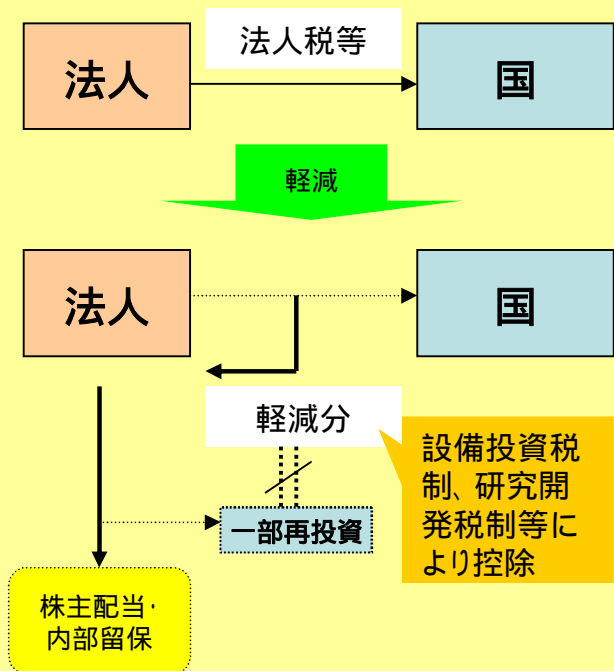 法人税等
法人
国
軽減
法人
国
軽減分
設備投資税
制、研究開
発税制等に
より控除
一部再投資
株主配当・
内部留保